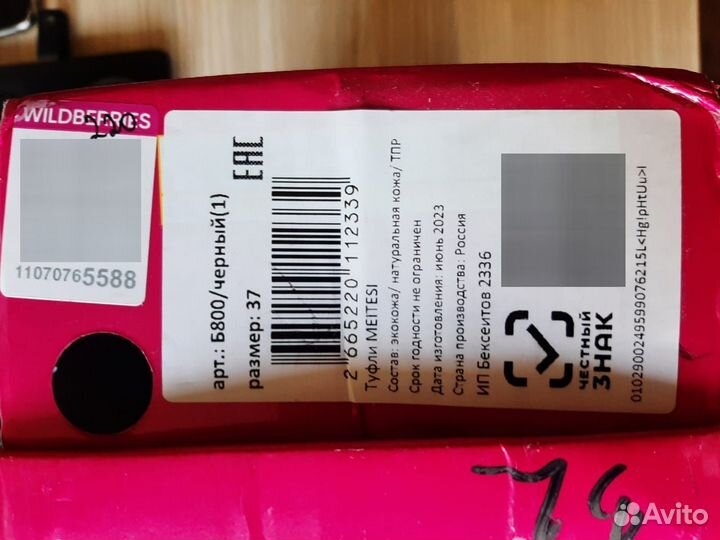 WILDBERRIES
220
11070765588
арт.: Б800/черный(1)
размер: 37
EAC
2 665220 112339
Туфли MEITESI
Состав: экокожа/ натуральная кожа/ ТПР
Срок годности не ограничен
Дата изготовления: июнь 2023
Страна производства: Россия
ИП Бексеитов 2336
ЧЕСТНЫЙ
ЗНАК
0102900249599076215L<Hg!pHtUu>I
Avito